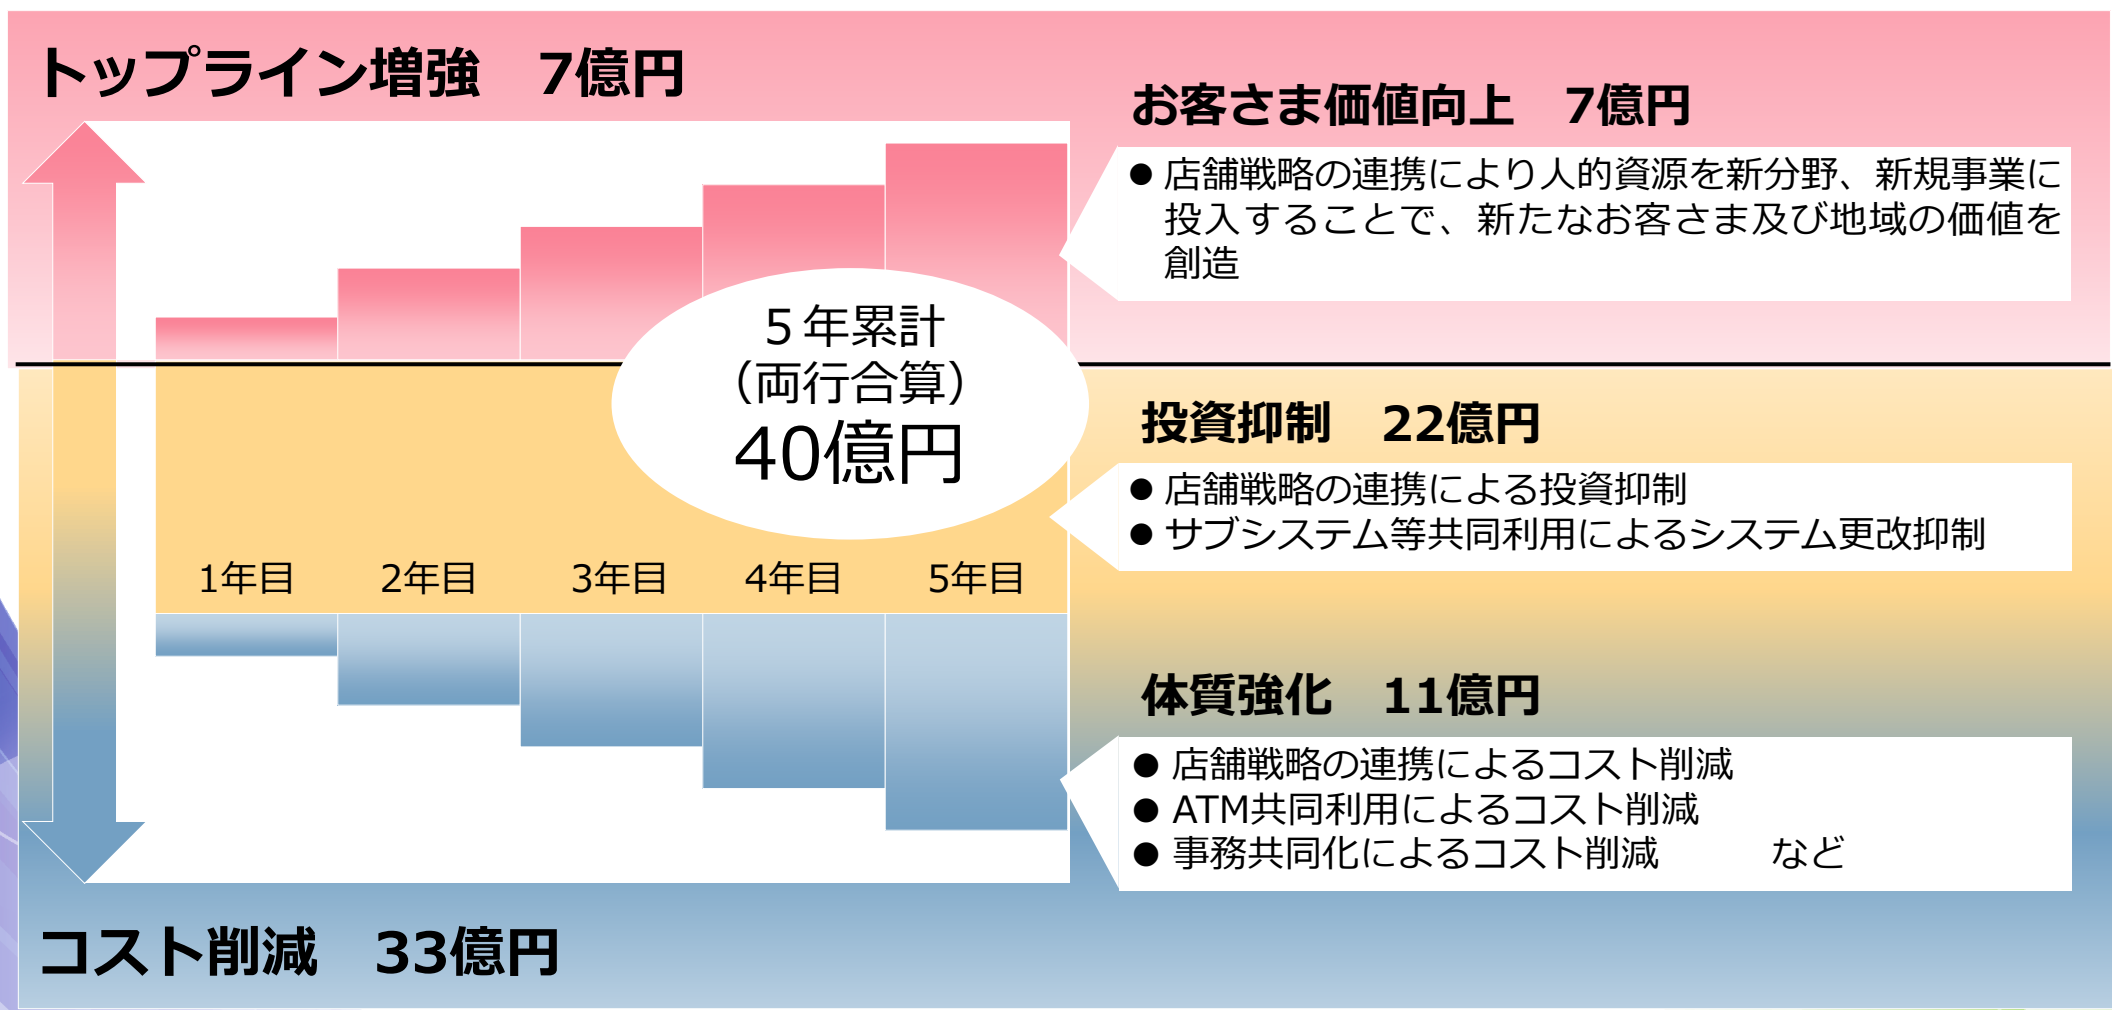 トップライン増強　7億円
お客さま価値向上　7億円
● 店舗戦略の連携により人的資源を新分野、新規事業に
投入することで、新たなお客さま及び地域の価値を
創造
５年累計
（両行合算）
40億円
投資抑制　22億円
● 店舗戦略の連携による投資抑制
● サブシステム等共同利用によるシステム更改抑制
1年目　2年目　3年目　4年目　5年目
体質強化　11億円
● 店舗戦略の連携によるコスト削減
● ATM共同利用によるコスト削減
● 事務共同化によるコスト削減　　　など
コスト削減　33億円